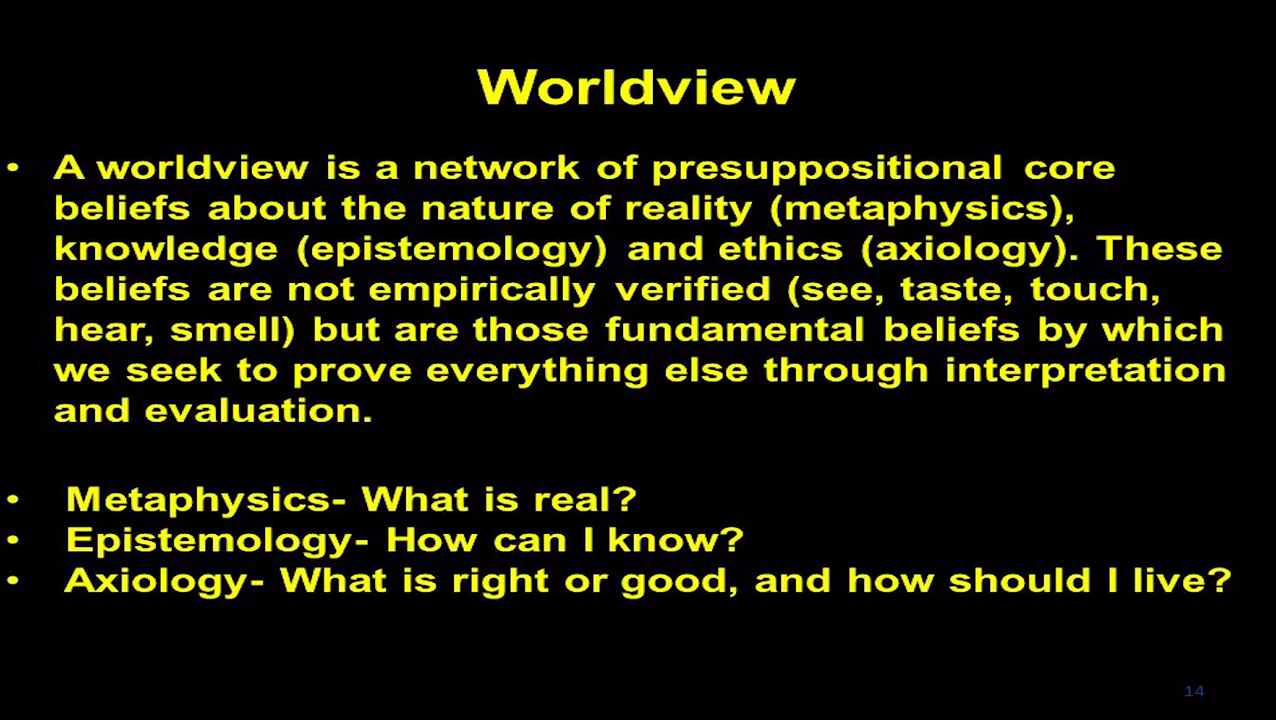 Worldview
• A worldview is a network of presuppositional core
beliefs about the nature of reality (metaphysics),
knowledge (epistemology) and ethics (axiology). These
beliefs are not empirically verified (see, taste, touch,
hear, smell) but are those fundamental beliefs by which
we seek to prove everything else through interpretation
and evaluation.
• Metaphysics- What is real?
• Epistemology- How can I know?
• Axiology- What is right or good, and how should I live?
14